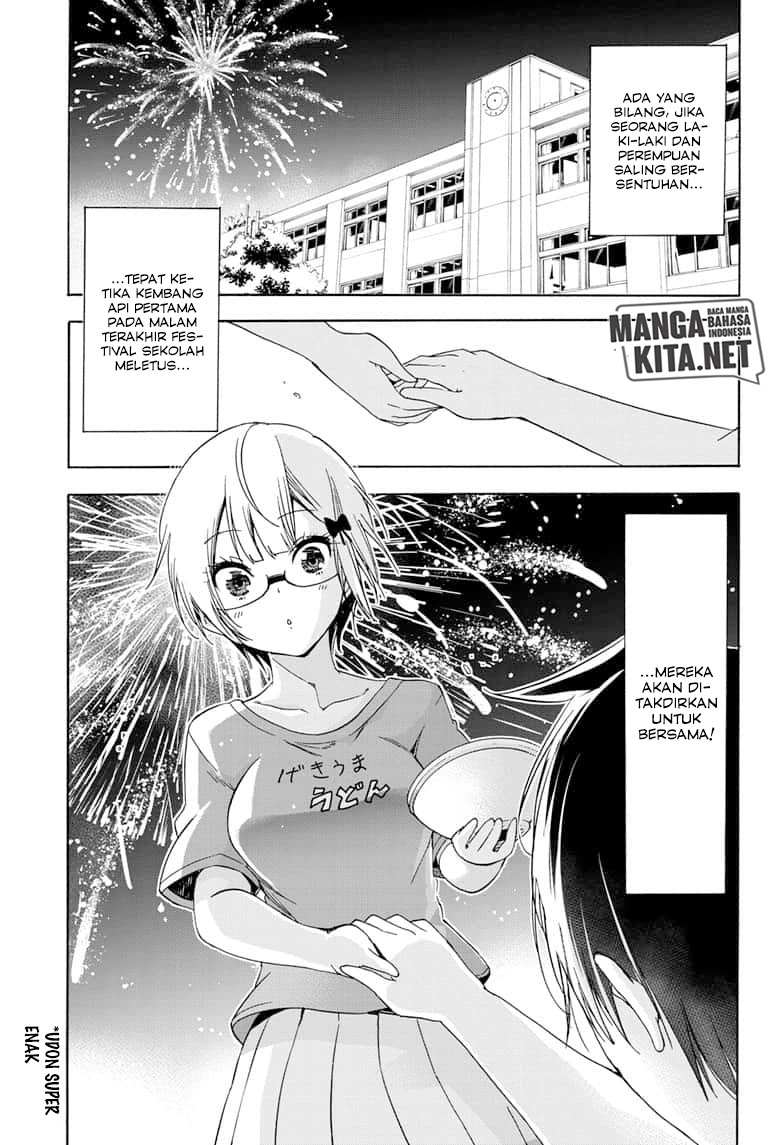 ADA YANG
BILANG, JIKA
SEORANG LA-
KI-LAKI DAN
PEREMPUAN
SALING BER-
SENTUHAN...
...TEPAT KE-
TIKA KEMBANG
API PERTAMA
PADA MALAM
TERAKHIR FES-
TIVAL SEKOLAH
MELETUS...
MANGA
BACA MANGA
BAHASA
INDONESIA
KITA.NET
...MEREKA
AKAN DI-
TAKDIRKAN
UNTUK
BERSAMA!
げきうま
うどん
*UDON SUPER
ENAK